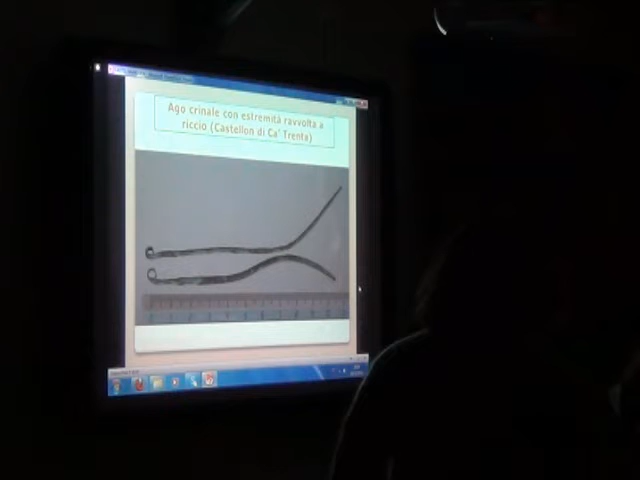 Ago crinale con estremità ravvolta a
riccio (Castellon di Ca' Trenta)